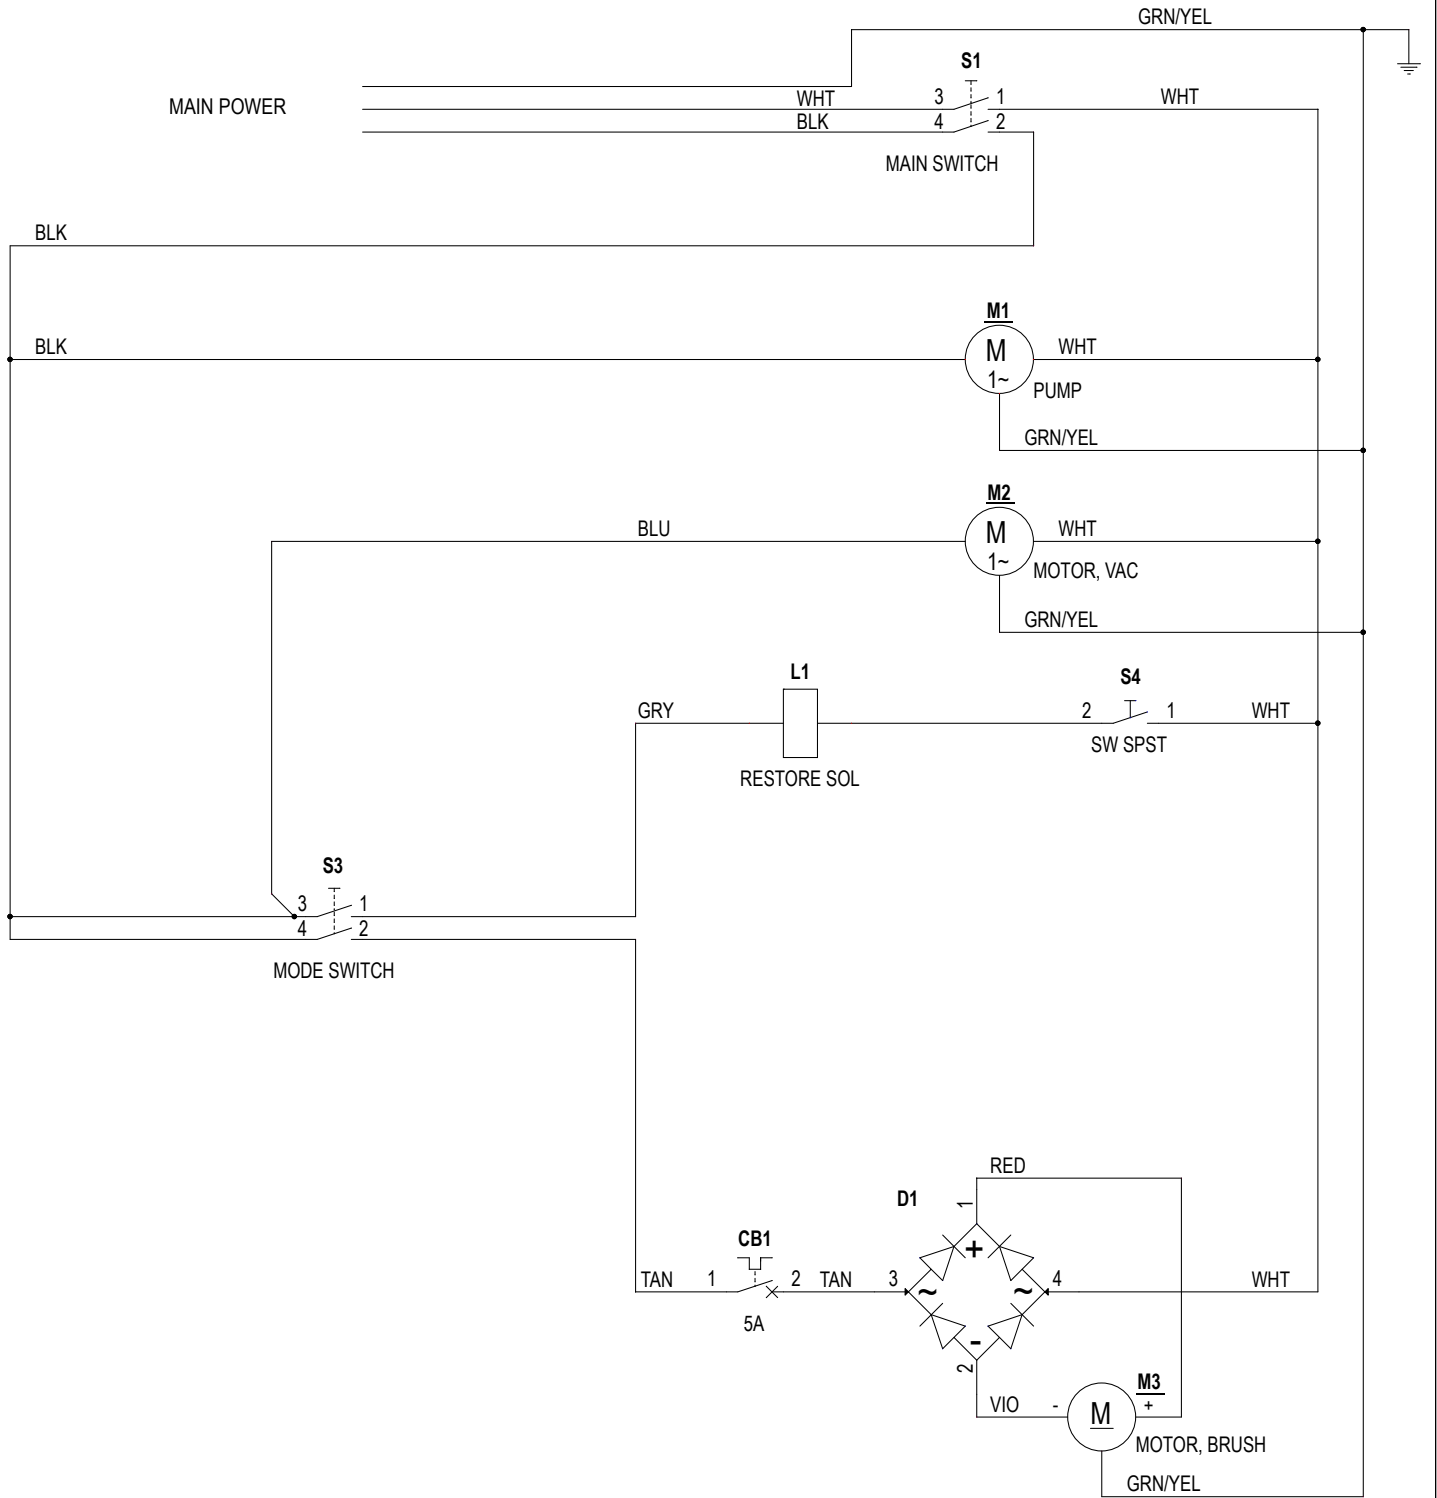 GRN/YEL
S1
MAIN POWER
WHT 3 1 WHT
BLK 4 2
MAIN SWITCH
BLK
M1
BLK M WHT
1~
PUMP
GRN/YEL
M2
BLU M WHT
1~
MOTOR, VAC
GRN/YEL
L1 S4
GRY 2 1 WHT
SW SPST
RESTORE SOL
S3
3 1
4 2
MODE SWITCH
RED
D1 1
CB1 +
TAN 1 2 TAN 3 ~ ~ 4 WHT
5A
-
2
M3
VIO - M +
MOTOR, BRUSH
GRN/YEL